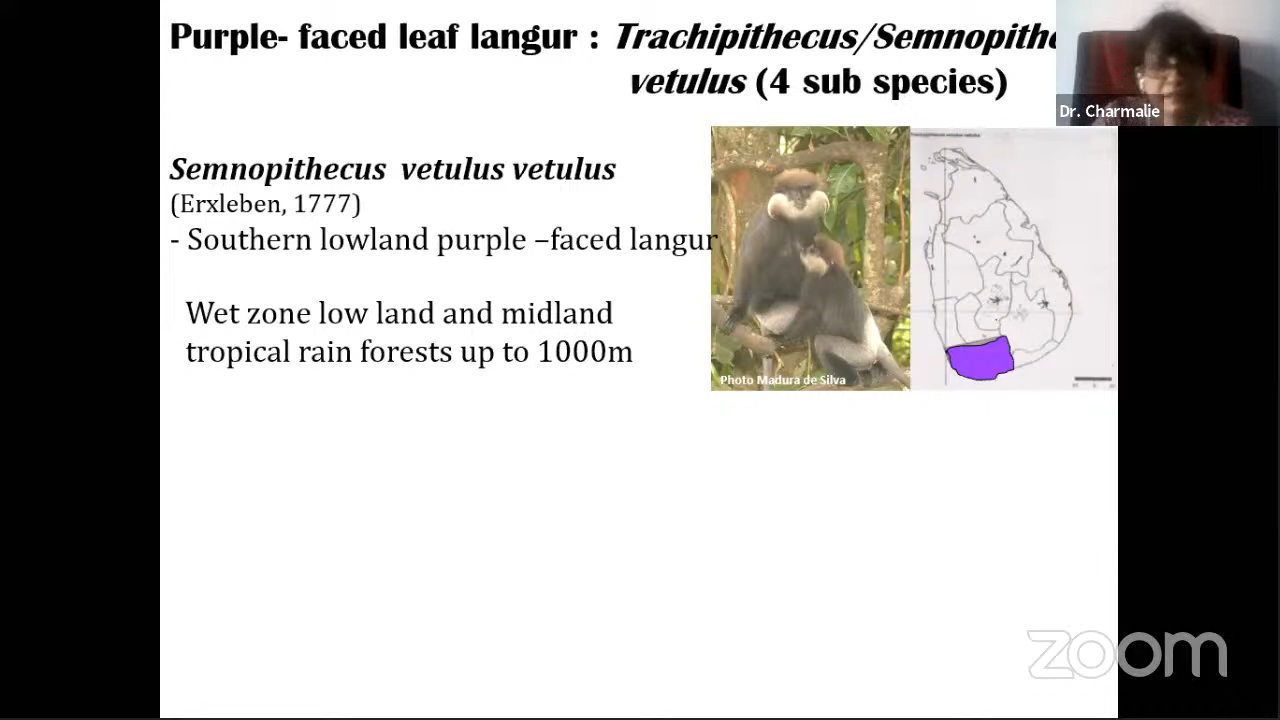 Purple- faced leaf langur : Trachipithecus/Semnopithe
vetulus (4 sub species)
Dr. Charmalie
Semnopithecus vetulus vetulus
(Erxleben, 1777)
- Southern lowland purple –faced langur
Wet zone low land and midland
tropical rain forests up to 1000m
Photo Madura de Silva
zoom